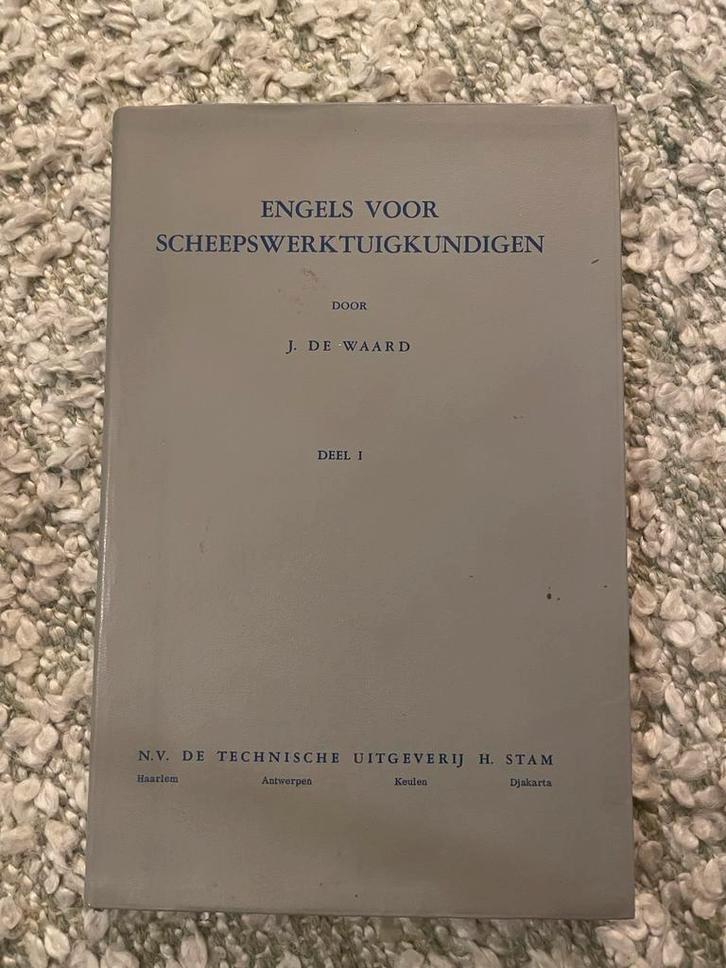 ENGELS VOOR
SCHEEPSWERKTUIGKUNDIGEN
DOOR
J. DE WAARD
DEEL I
N.V. DE TECHNISCHE UITGEVERIJ H. STAM
Haarlem Antwerpen Keulen Djakarta